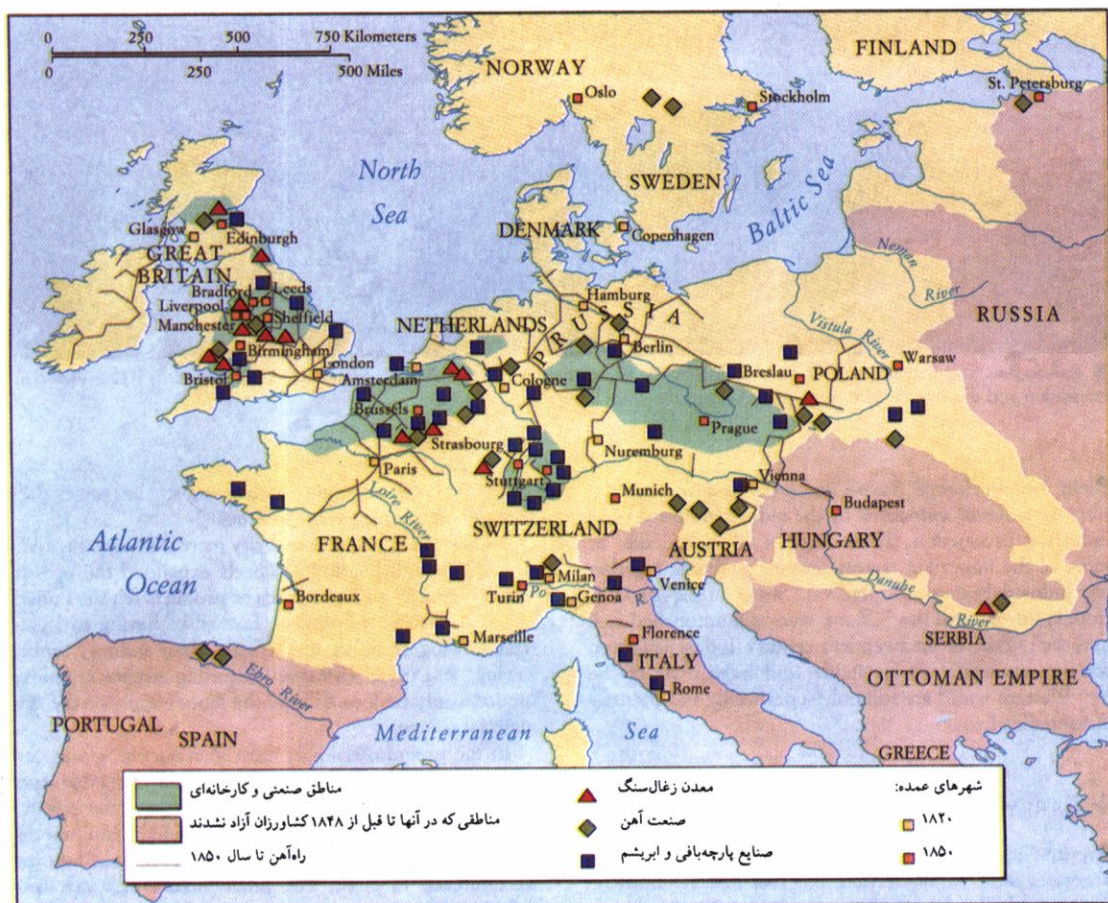 0 250 500 750 Kilometers
0 250 500 Miles
NORWAY
FINLAND
Oslo
Stockholm
St. Petersburg
North
Sea
SWEDEN
Baltic Sea
DENMARK
Copenhagen
Glasgow
Edinburgh
GREAT
BRITAIN
Leeds
Bradford
Liverpool
Sheffield
Manchester
Birmingham
London
Bristol
Hamburg
PRUSSIA
NETHERLANDS
Berlin
Neman
River
RUSSIA
Vistula River
Warsaw
Breslau
POLAND
Amsterdam
Cologne
Brussels
Prague
Strasbourg
Nuremburg
Paris
Stuttgart
Vienna
Munich
Budapest
Loire River
SWITZERLAND
AUSTRIA
HUNGARY
FRANCE
Atlantic
Ocean
Milan
Venice
Turin
Po R.
Genoa
Danube
River
Bordeaux
Marseille
Florence
SERBIA
ITALY
OTTOMAN EMPIRE
Ebro River
Rome
PORTUGAL
SPAIN
Mediterranean
Sea
GREECE
شهرهای عمده:
۱۸۲۰
۱۸۵۰
معدن زغال‌سنگ
صنعت آهن
صنایع پارچه‌بافی و ابریشم
مناطق صنعتی و کارخانه‌ای
مناطقی که در آنها تا قبل از ۱۸۴۸ کشاورزان آزاد نشدند
راه‌آهن تا سال ۱۸۵۰